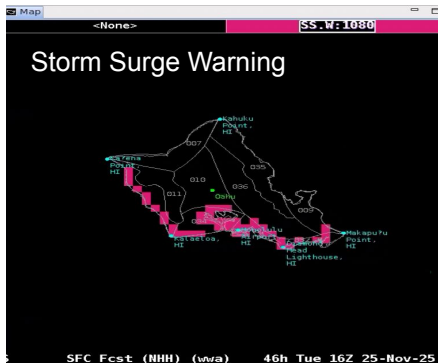 Map
<None>
SS.W:1080
Storm Surge Warning
Kahuku
Point,
HI
007
Kaena
Point,
HI
035
010
036
011
Oahu
009
Honolulu
Airport,
HI
Kalaeloa,
HI
Makapu?u
Point,
HI
Diamond
Head
Lighthouse,
HI
SFC Fcst (NHH) (wwa)
46h Tue 16Z 25-Nov-25